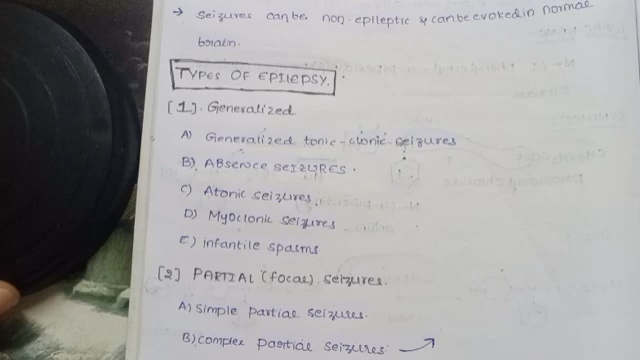 → Seizures can be non-epileptic & can be evoked in normal
brain.
TYPES OF EPILEPSY.
[1]. Generalized
A) Generalized tonic-clonic seizures
B) ABSENCE SEIZURES.
C) Atonic seizures
D) Myoclonic seizures
E) infantile spasms
[2] PARTIAL (focal) seizures.
A) Simple partial seizures.
B) complex partial seizures →